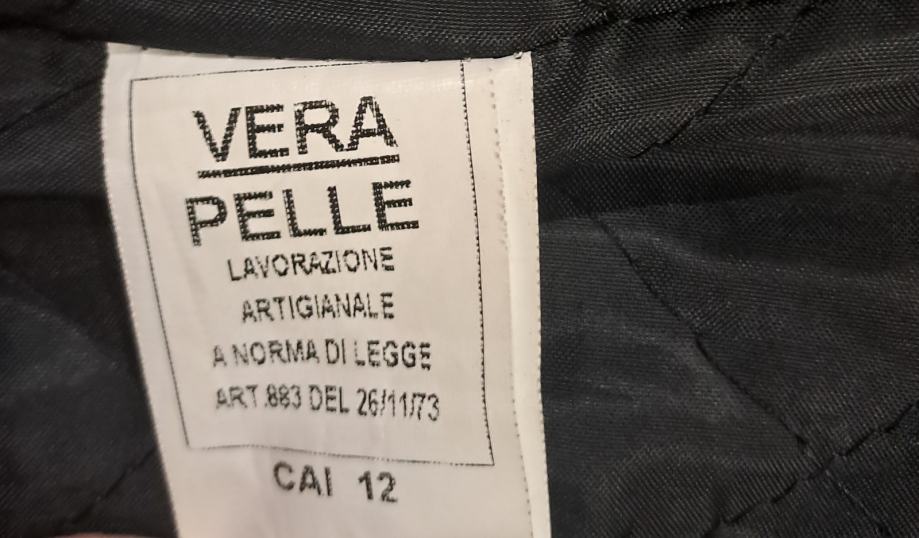 VERA
PELLE
LAVORAZIONE
ARTIGIANALE
A NORMA DI LEGGE
ART.883 DEL 26/11/73
CAI 12